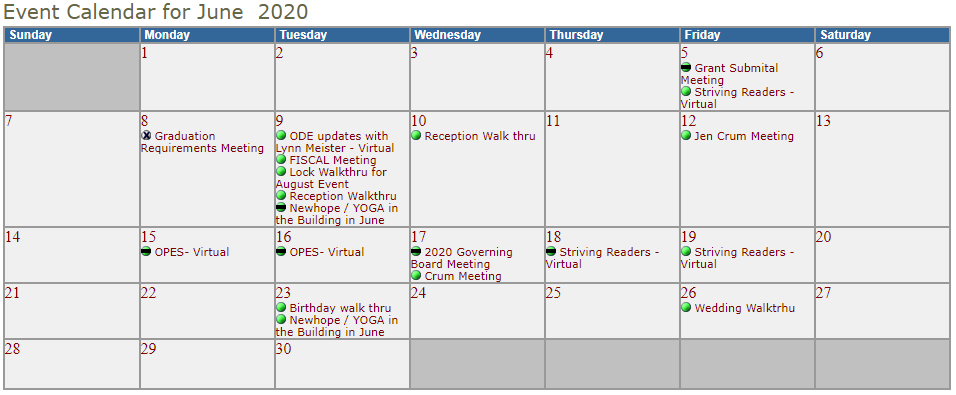 Event Calendar for June  2020
Sunday Monday Tuesday Wednesday Thursday Friday Saturday
1
2
3
4
5
Grant Submital
Meeting
Striving Readers -
Virtual
6
7
8
Graduation
Requirements Meeting
9
ODE updates with
Lynn Meister - Virtual
FISCAL Meeting
Lock Walkthru for
August Event
Reception Walkthru
Newhope / YOGA in
the Building in June
10
Reception Walk thru
11
12
Jen Crum Meeting
13
14
15
OPES- Virtual
16
OPES- Virtual
17
2020 Governing
Board Meeting
Crum Meeting
18
Striving Readers -
Virtual
19
Striving Readers -
Virtual
20
21
22
23
Birthday walk thru
Newhope / YOGA in
the Building in June
24
25
26
Wedding Walktrhu
27
28
29
30